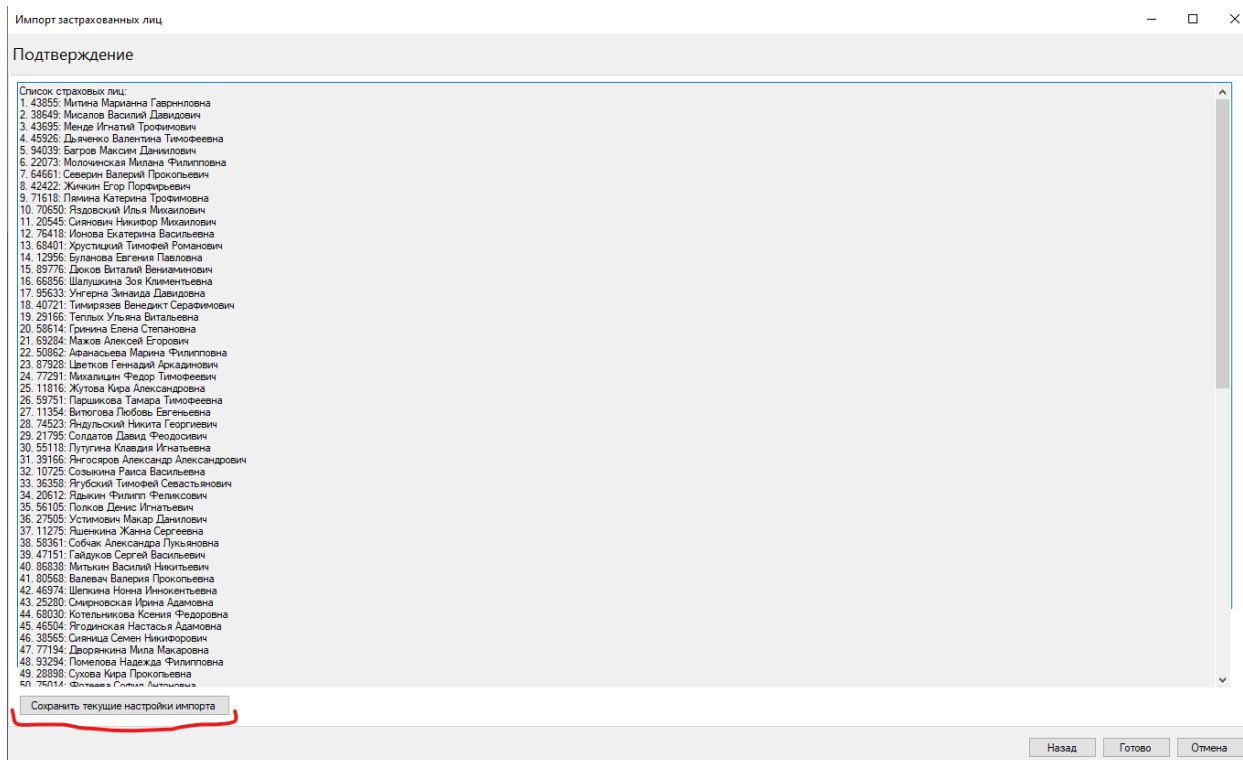 Импорт застрахованных лиц
Подтверждение
Список страховых лиц:
1. 43855: Митина Марианна Гаврннловна
2. 38649: Мисалов Василий Давидович
3. 43695: Менде Игнатий Трофимович
4. 45926: Дьяченко Валентина Тимофеевна
5. 94039: Багров Максим Даниилович
6. 22073: Молочинская Милана Филипповна
7. 64661: Северин Валерий Прокопьевич
8. 42422: Жичкин Егор Порфирьевич
9. 71618: Лямина Катерина Трофимовна
10. 70650: Яздовский Илья Михаилович
11. 20545: Сиянович Никифор Михаилович
12. 76418: Ионова Екатерина Васильевна
13. 68401: Хрустицкий Тимофей Романович
14. 12956: Буланова Евгения Павловна
15. 89776: Дюков Виталий Вениаминович
16. 66856: Шалушкина Зоя Климентьевна
17. 95633: Унгерна Зинаида Давидовна
18. 40721: Тимирязев Венедикт Серафимович
19. 29166: Теплых Ульяна Витальевна
20. 58614: Гринина Елена Степановна
21. 69284: Мажов Алексей Егорович
22. 50862: Афанасьева Марина Филипповна
23. 87928: Цветков Геннадий Аркадинович
24. 77291: Михалицин Федор Тимофеевич
25. 11816: Жутова Кира Александровна
26. 59751: Паршикова Тамара Тимофеевна
27. 11354: Витюгова Любовь Евгеньевна
28. 74523: Яндульский Никита Георгиевич
29. 21795: Солдатов Давид Феодосивич
30. 55118: Лутугина Клавдия Игнатьевна
31. 39166: Янгосяров Александр Александрович
32. 10725: Созыкина Раиса Васильевна
33. 36358: Ягубский Тимофей Севастьянович
34. 20612: Ядыкин Филипп Феликсович
35. 56105: Полков Денис Игнатьевич
36. 27505: Устимович Макар Данилович
37. 11275: Яшенкина Жанна Сергеевна
38. 58361: Собчак Александра Лукьяновна
39. 47151: Гайдуков Сергей Васильевич
40. 86838: Митькин Василий Никитьевич
41. 80568: Валевач Валерия Прокопьевна
42. 46974: Шепкина Нонна Иннокентьевна
43. 25280: Смирновская Ирина Адамовна
44. 68030: Котельникова Ксения Федоровна
45. 46504: Ягодинская Настасья Адамовна
46. 38565: Сияница Семен Никифорович
47. 77194: Дворянкина Мила Макаровна
48. 93294: Помелова Надежда Филипповна
49. 28898: Сухова Кира Прокопьевна
50. 75014: Фотеева София Антоновна
Сохранить текущие настройки импорта
Назад Готово Отмена